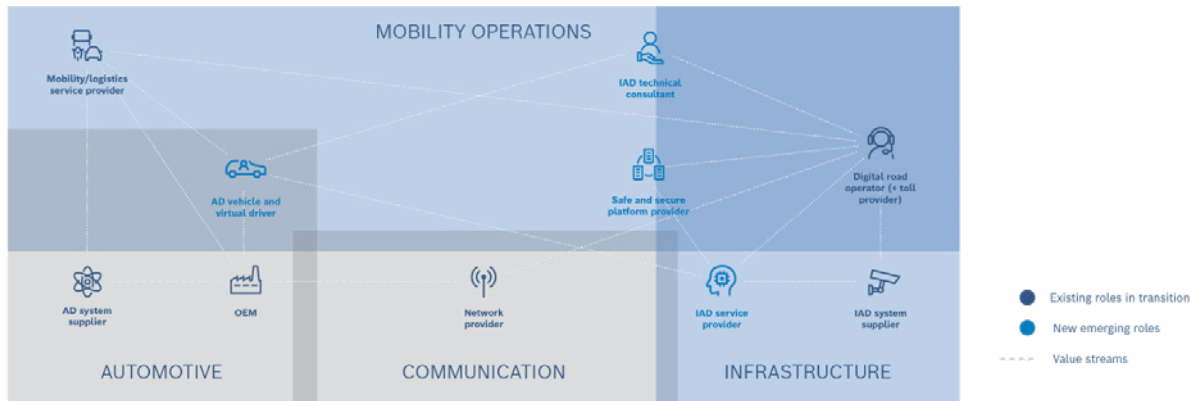 MOBILITY OPERATIONS
Mobility/logistics
service provider
IAD technical
consultant
AD vehicle and
virtual driver
Safe and secure
platform provider
Digital road
operator (+ toll
provider)
AD system
supplier
OEM
Network
provider
IAD service
provider
IAD system
supplier
AUTOMOTIVE
COMMUNICATION
INFRASTRUCTURE
Existing roles in transition
New emerging roles
Value streams